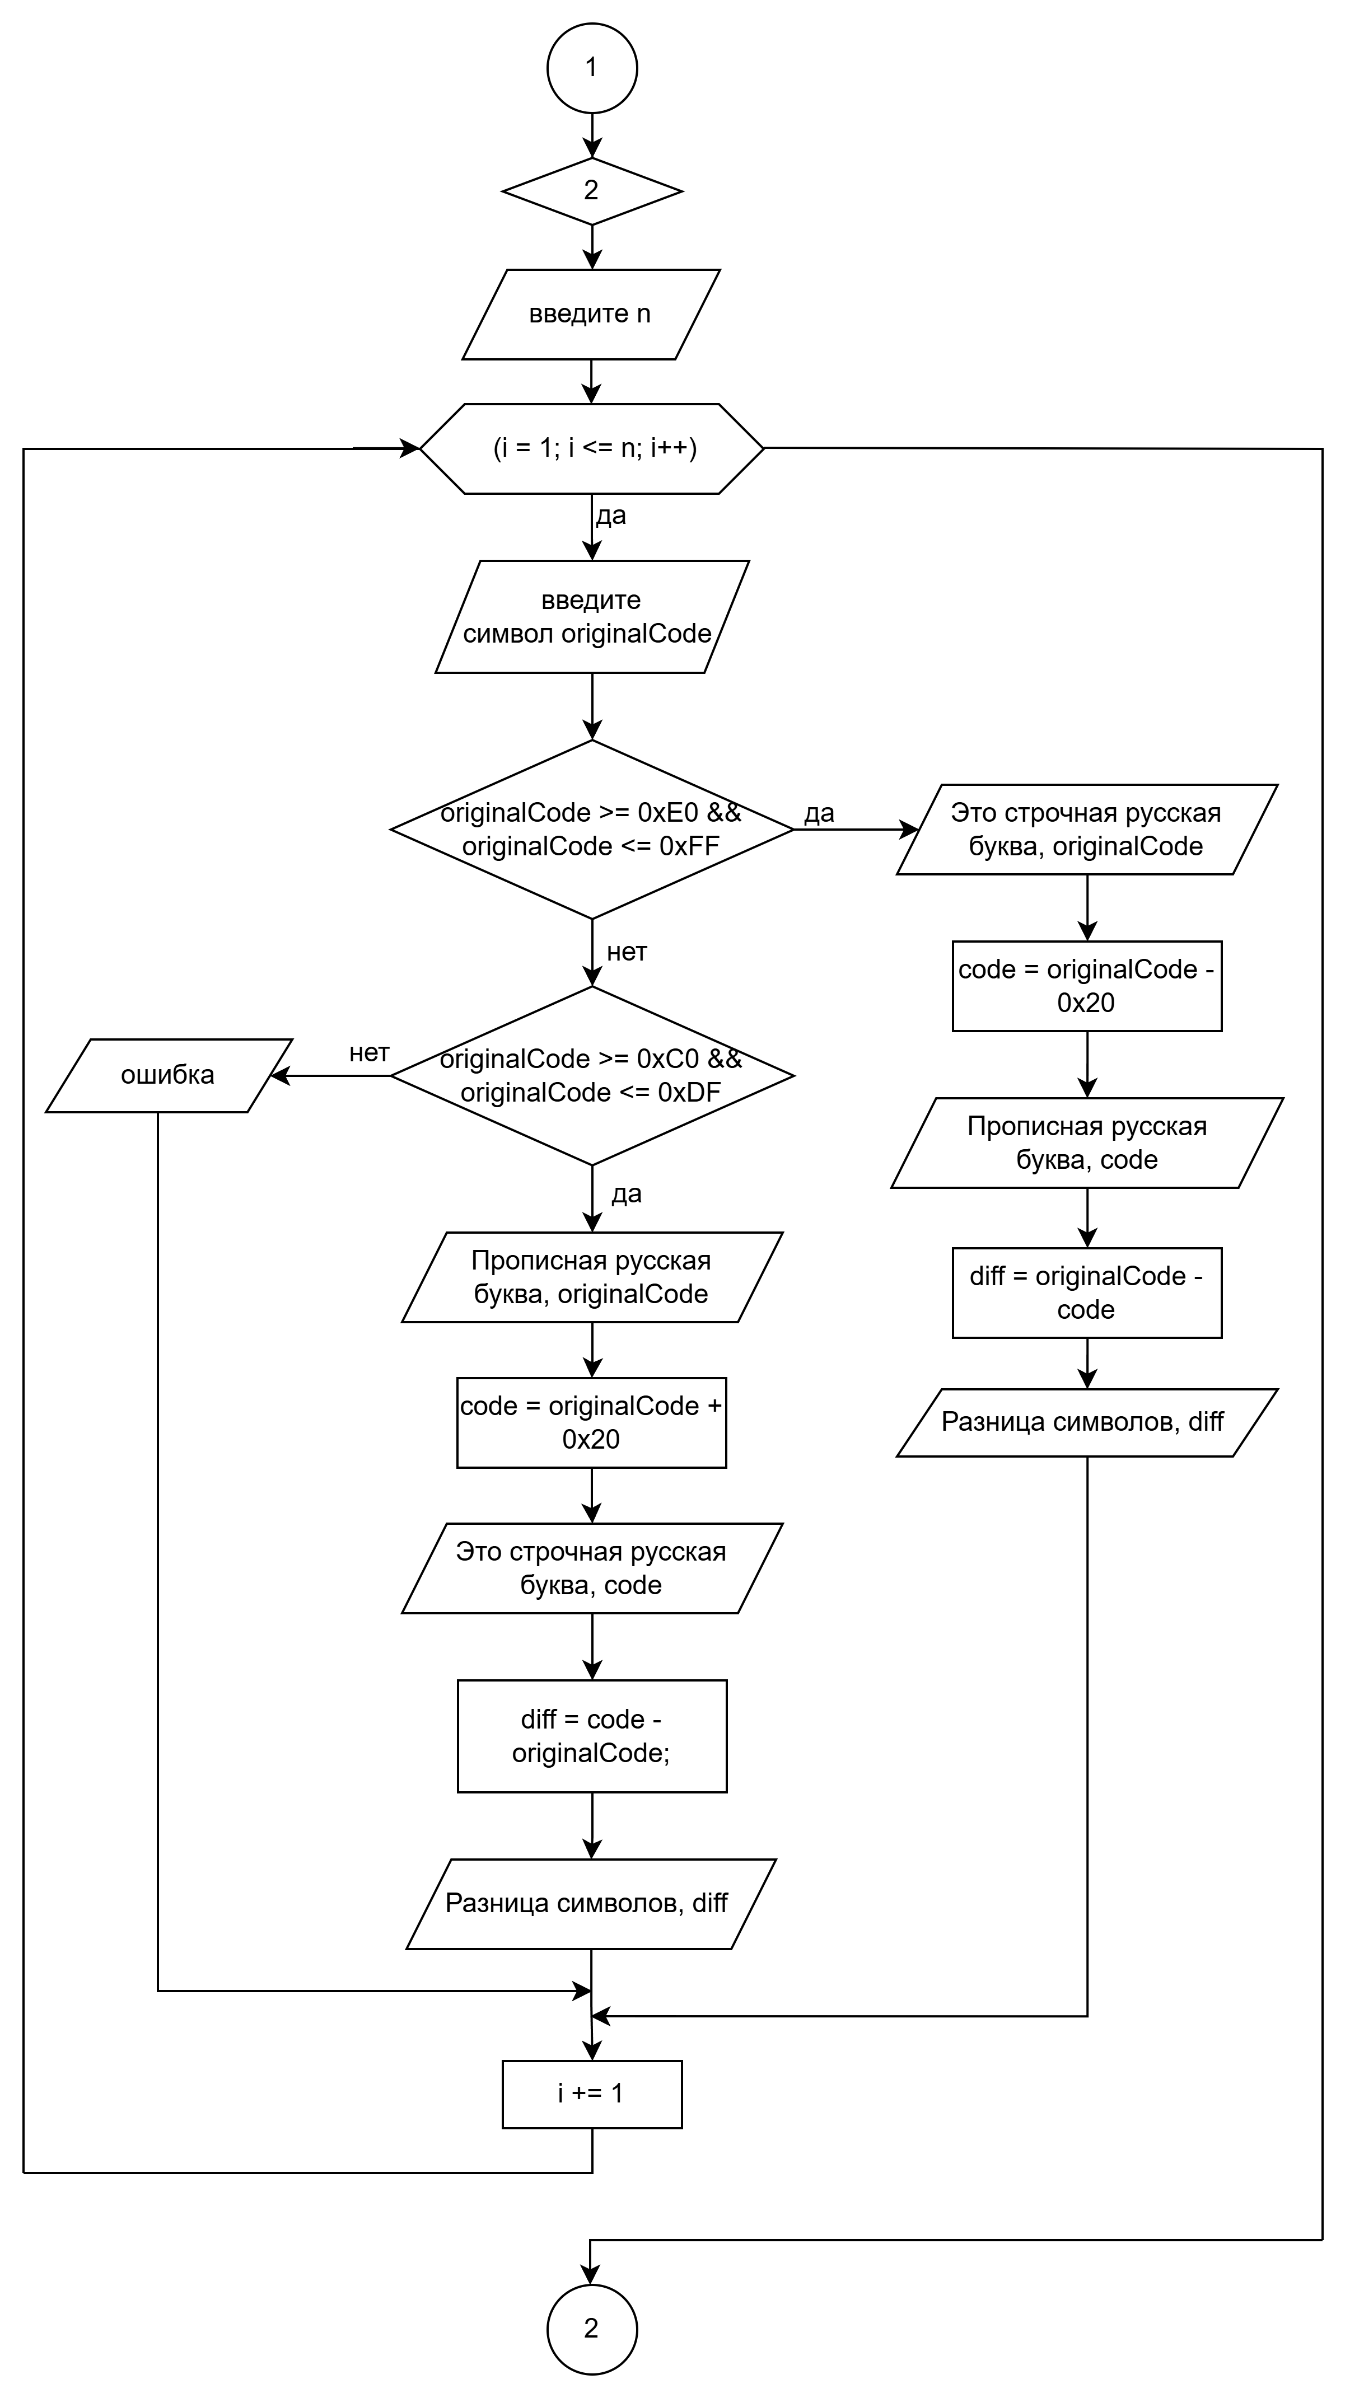 1
2
введите n
(i = 1; i <= n; i++)
да
введите
символ originalCode
originalCode >= 0xE0 &&
originalCode <= 0xFF
да
Это строчная русская
буква, originalCode
нет
code = originalCode -
0x20
ошибка
нет
originalCode >= 0xC0 &&
originalCode <= 0xDF
Прописная русская
буква, code
да
Прописная русская
буква, originalCode
diff = originalCode -
code
code = originalCode +
0x20
Разница символов, diff
Это строчная русская
буква, code
diff = code -
originalCode;
Разница символов, diff
i += 1
2